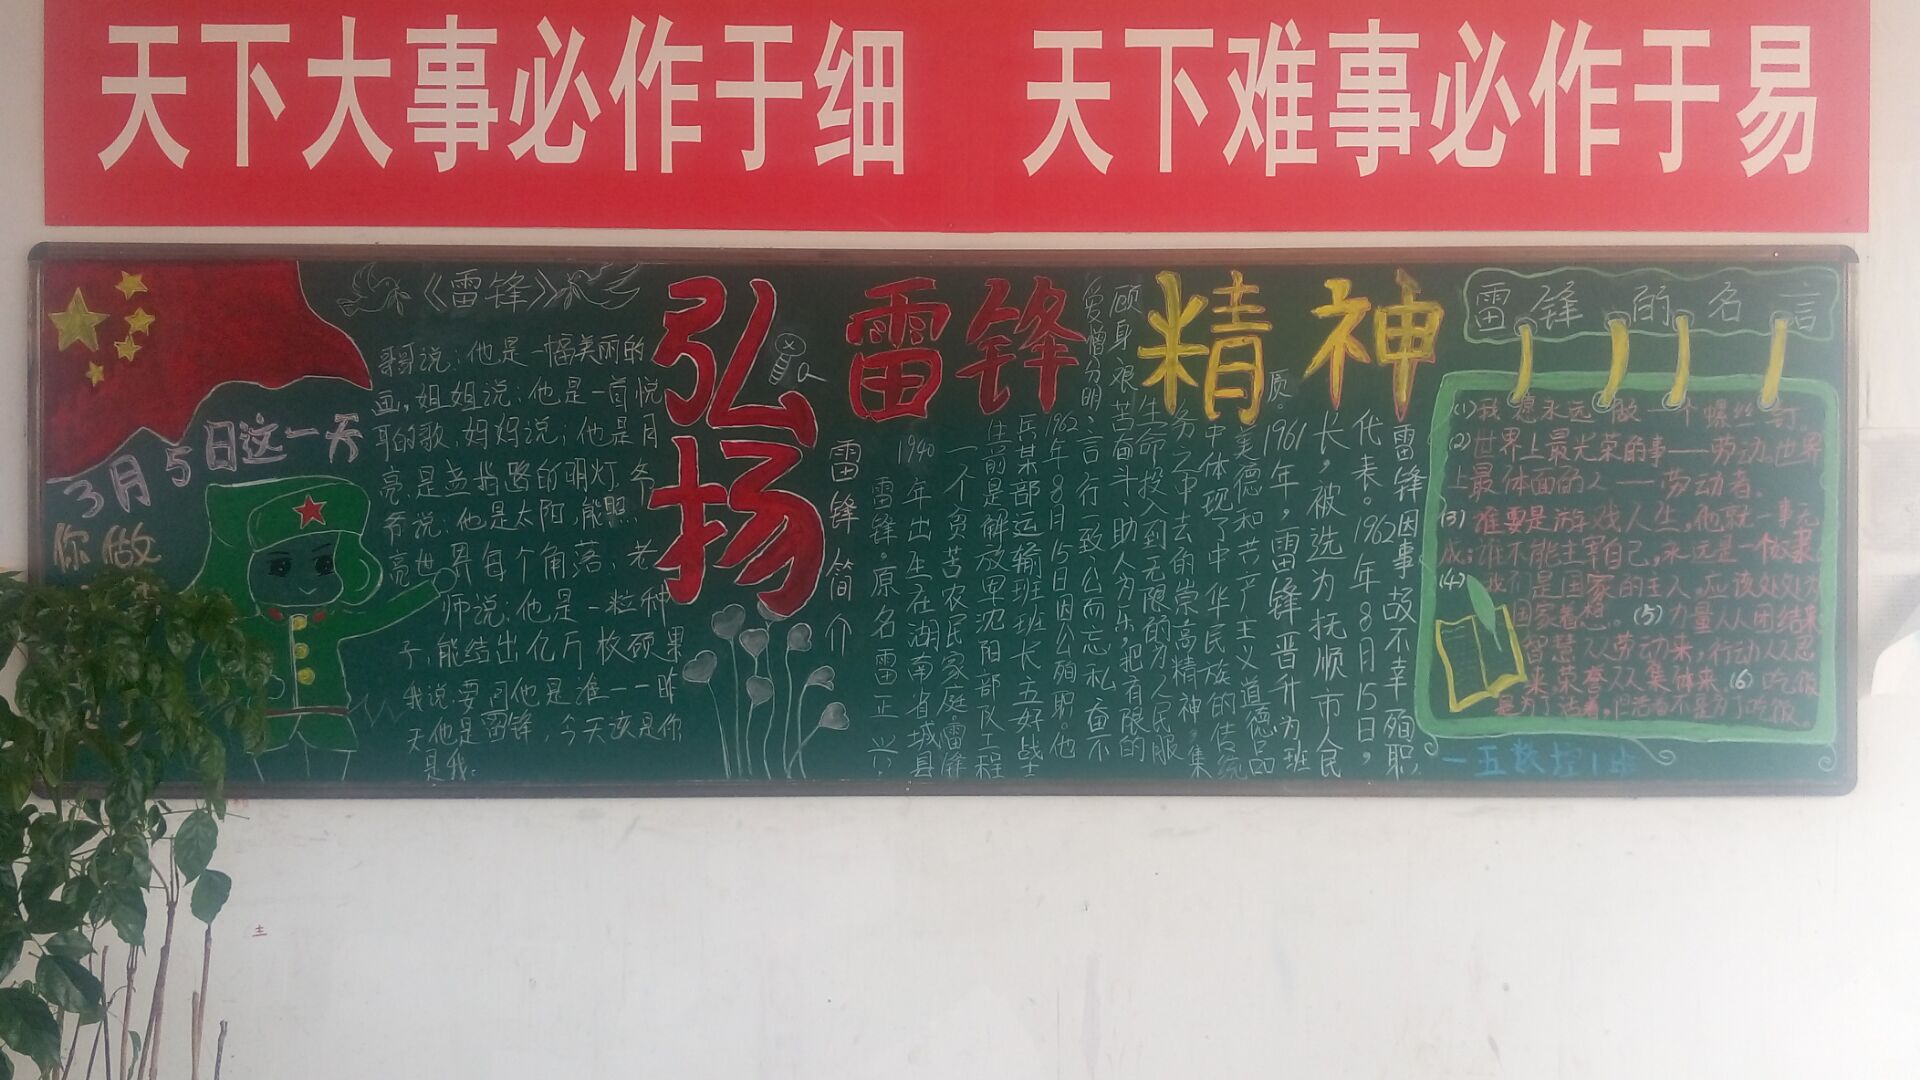 天下大事必作于细 天下难事必作于易
3月5日这一天
你做
《雷锋》
哥哥说:他是一幅美丽的
画,姐姐说:他是一首悦
耳的歌,妈妈说:他是月
亮,是盏指路的明灯,爷
爷说:他是太阳,能照
亮世界每个角落,老
师说:他是一粒种
子,能结出亿万枚硕果
我说:要问他是谁——昨
天他是雷锋,今天该是你
是我。
弘扬
雷锋精神
雷锋简介
雷锋,原名雷正兴,
1940年出生在湖南省
一个贫苦农民家庭。雷锋
生前是解放军沈阳部队工程
兵某部运输班班长、五好战士
1962年8月15日因公殉职。他
爱憎分明、言行一致、公而忘私、奋不
顾身、艰苦奋斗、助人为乐,把有限的
生命投入到无限的为人民服
务之中去的崇高精神,集
中体现了中华民族的传统
美德和共产主义道德品
质。
1961年,雷锋晋升为班
长,被选为抚顺市人民
代表。1962年8月15日,
雷锋因事故不幸殉职
雷锋的名言
(1)我愿永远做一个螺丝钉。
(2)世界上最光荣的事——劳动。世界
上最体面的人——劳动者。
(3)谁要是游戏人生,他就一事无
成;谁不能主宰自己,永远是一个奴隶
(4)我们是国家的主人,应该处处为
国家着想。(5)力量从团结来
智慧从劳动来,行动从思
来,荣誉从集体来。(6)吃饭
是为了活着,但活着不是为了吃饭。
一五数控1班